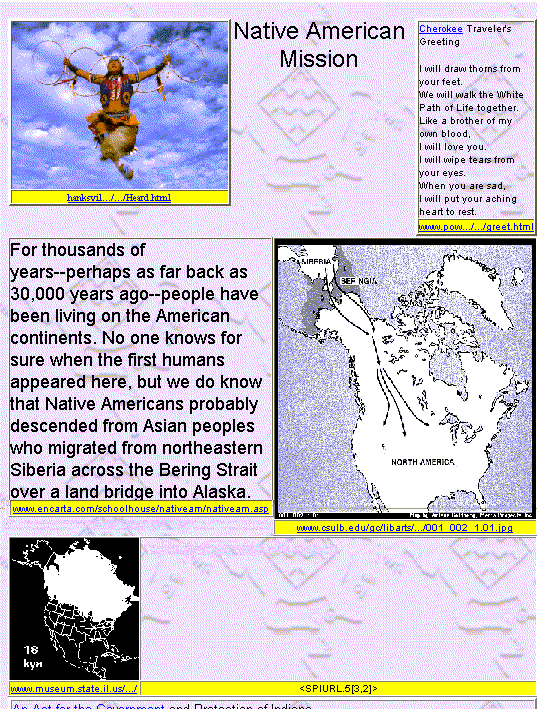 Native American
Mission
hanksvil.../.../Heard.html
Cherokee Traveler's
Greeting
I will draw thorns from
your feet.
We will walk the White
Path of Life together.
Like a brother of my
own blood,
I will love you.
I will wipe tears from
your eyes.
When you are sad,
I will put your aching
heart to rest.
www.pow.../.../greet.html
For thousands of
years--perhaps as far back as
30,000 years ago--people have
been living on the American
continents. No one knows for
sure when the first humans
appeared here, but we do know
that Native Americans probably
descended from Asian peoples
who migrated from northeastern
Siberia across the Bering Strait
over a land bridge into Alaska.
www.encarta.com/schoolhouse/nativeam/nativeam.asp
SIBERIA
BERINGIA
NORTH AMERICA
001_002_1.01
www.csulb.edu/gc/libarts/.../001_002_1.01.jpg
18
kyr
www.museum.state.il.us/.../
<SPIURL.5[3,2]>
An Act for the Government and Protection of Indians